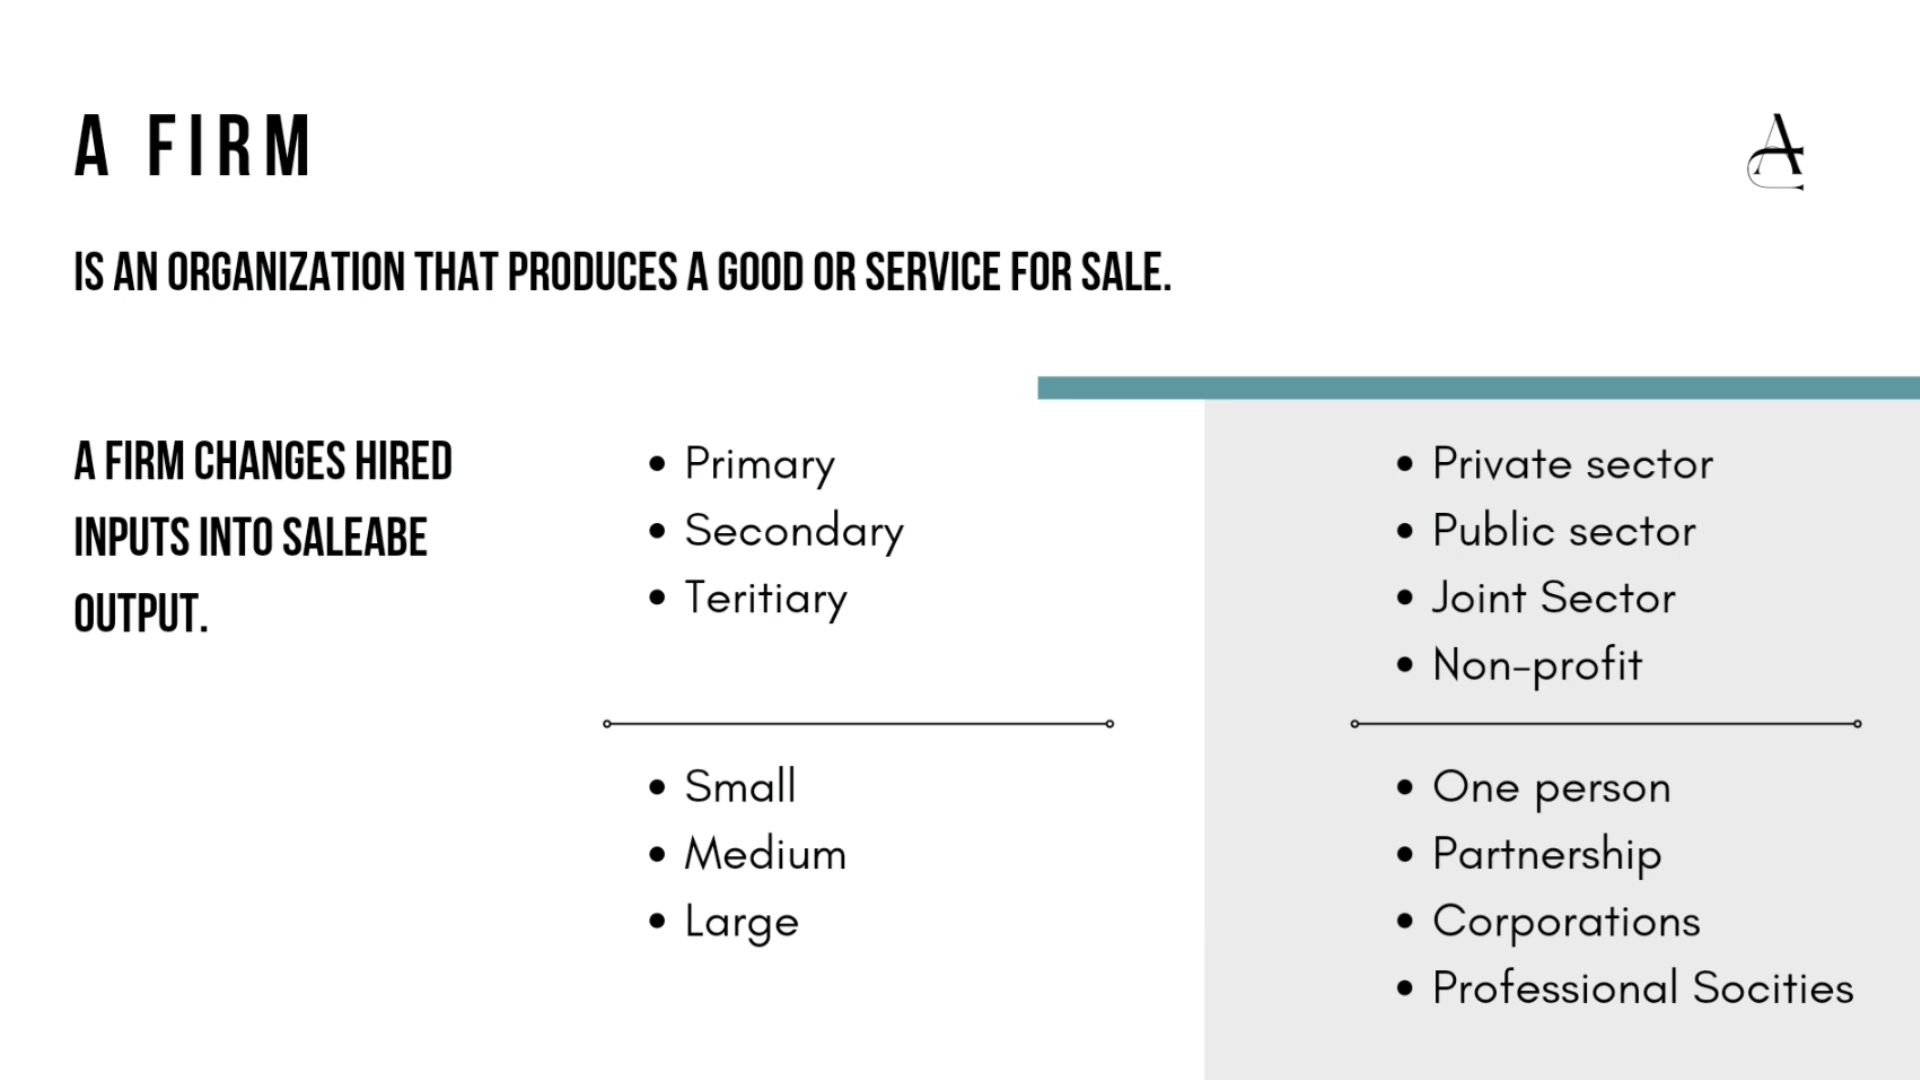 A FIRM
A
IS AN ORGANIZATION THAT PRODUCES A GOOD OR SERVICE FOR SALE.
A FIRM CHANGES HIRED
INPUTS INTO SALEABE
OUTPUT.
• Primary
• Secondary
• Teritiary
• Small
• Medium
• Large
• Private sector
• Public sector
• Joint Sector
• Non-profit
• One person
• Partnership
• Corporations
• Professional Socities